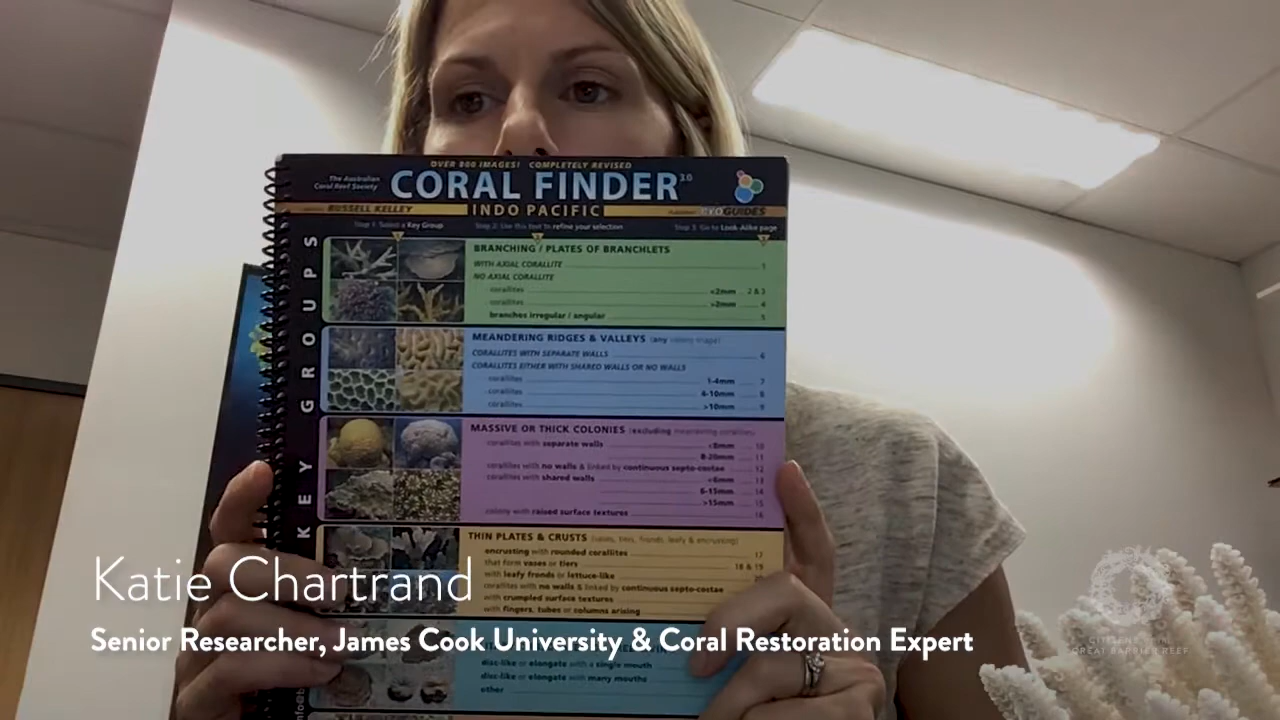 OVER 800 IMAGES! COMPLETELY REVISED
The Australian
Coral Reef Society
CORAL FINDER 3.0
RUSSELL KELLEY
INDO PACIFIC
GUIDES
Step 1: Select a Key Group
Step 2: Use this text to refine your selection
Step 3: Go to Look-Alike page
KEY GROUPS
BRANCHING / PLATES OF BRANCHLETS
WITH AXIAL CORALLITE 1
NO AXIAL CORALLITE
corallites <2mm 2 & 3
corallites >2mm 4
branches irregular / angular 5
MEANDERING RIDGES & VALLEYS (any colony shape)
CORALLITES WITH SEPARATE WALLS 6
CORALLITES EITHER WITH SHARED WALLS OR NO WALLS
corallites 1-4mm 7
corallites 4-10mm 8
corallites >10mm 9
MASSIVE OR THICK COLONIES (excluding meandering corallites)
corallites with separate walls <8mm 10
8-20mm 11
corallites with no walls & linked by continuous septo-costae 12
corallites with shared walls <6mm 13
6-15mm 14
>15mm 15
colony with raised surface textures 16
THIN PLATES & CRUSTS
encrusting with rounded corallites 17
that form vases or tiers 18 & 19
with leafy fronds or lettuce-like
corallites with no walls & linked by continuous septo-costae
with crumpled surface textures
with fingers, tubes or columns arising
disc-like or elongate with a single mouth
disc-like or elongate with many mouths
other
Katie Chartrand
Senior Researcher, James Cook University & Coral Restoration Expert
CITIZENS OF THE
GREAT BARRIER REEF